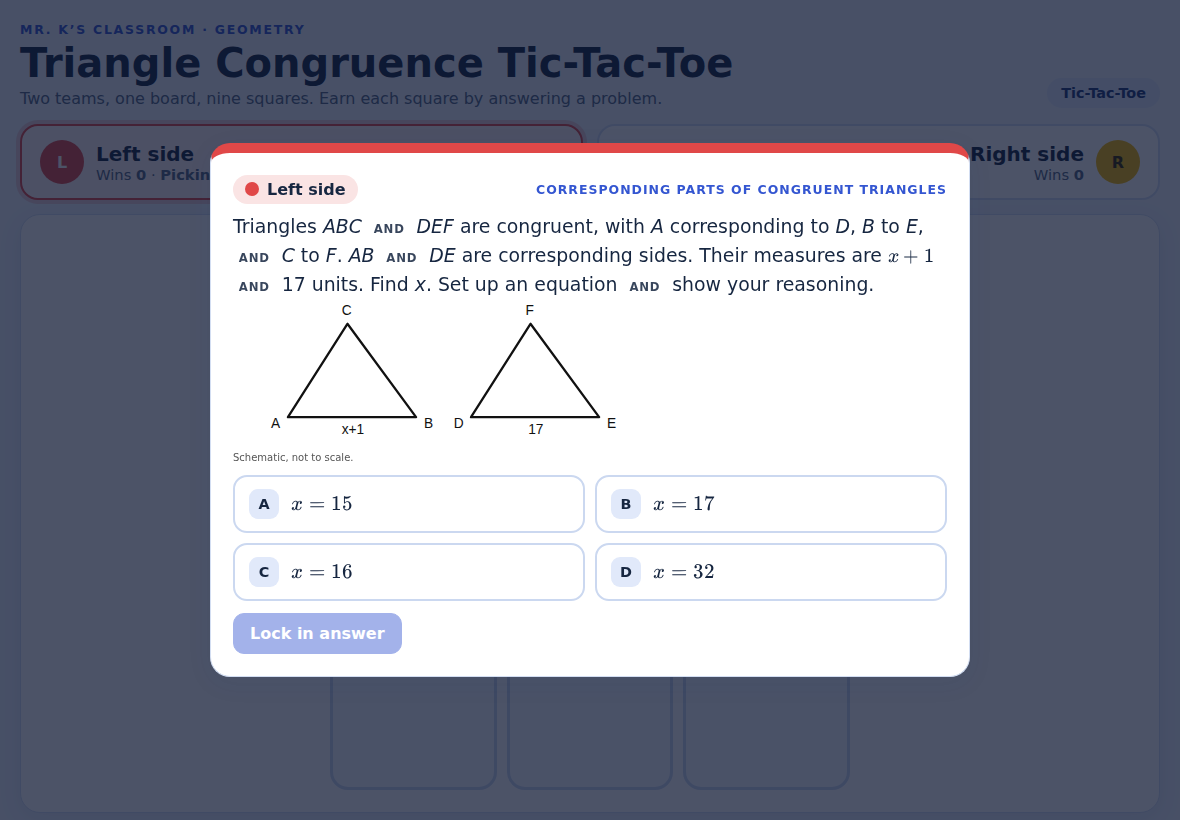 MR. K'S CLASSROOM · GEOMETRY
Triangle Congruence Tic-Tac-Toe
Two teams, one board, nine squares. Earn each square by answering a problem.
Tic-Tac-Toe
L
Left side
Wins 0 · Pickin
Right side
Wins 0
R
Left side
CORRESPONDING PARTS OF CONGRUENT TRIANGLES
Triangles ABC AND DEF are congruent, with A corresponding to D, B to E,
AND C to F. AB AND DE are corresponding sides. Their measures are x + 1
AND 17 units. Find x. Set up an equation AND show your reasoning.
C
F
A
B
D
E
x+1
17
Schematic, not to scale.
A x = 15
B x = 17
C x = 16
D x = 32
Lock in answer